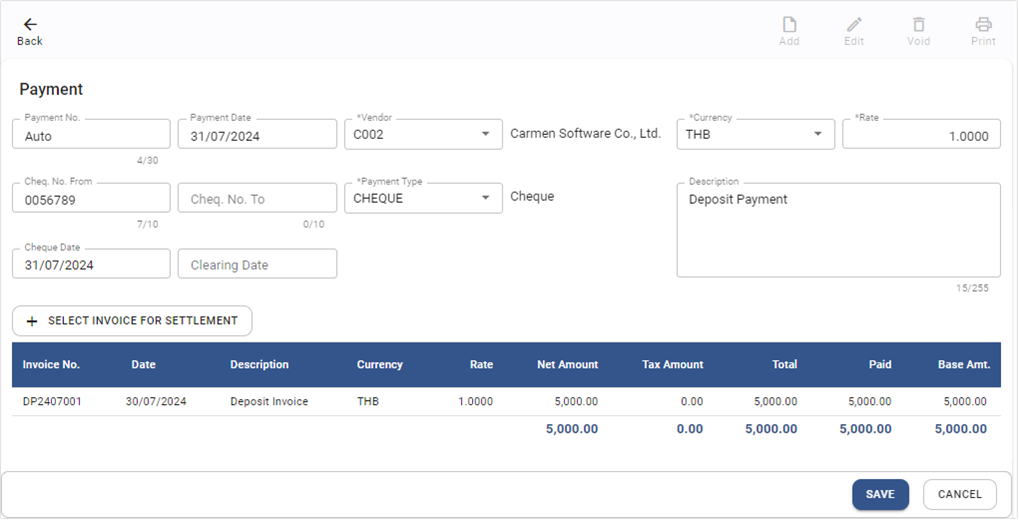 Back
Add Edit Void Print
Payment
Payment No. Payment Date *Vendor *Currency *Rate
Auto 31/07/2024 C002 Carmen Software Co., Ltd. THB 1.0000
4/30
Cheq. No. From *Payment Type Description
0056789 Cheq. No. To CHEQUE Cheque Deposit Payment
7/10 0/10
Cheque Date
31/07/2024 Clearing Date
15/255
+ SELECT INVOICE FOR SETTLEMENT
Invoice No. Date Description Currency Rate Net Amount Tax Amount Total Paid Base Amt.
DP2407001 30/07/2024 Deposit Invoice THB 1.0000 5,000.00 0.00 5,000.00 5,000.00 5,000.00
5,000.00 0.00 5,000.00 5,000.00 5,000.00
SAVE CANCEL